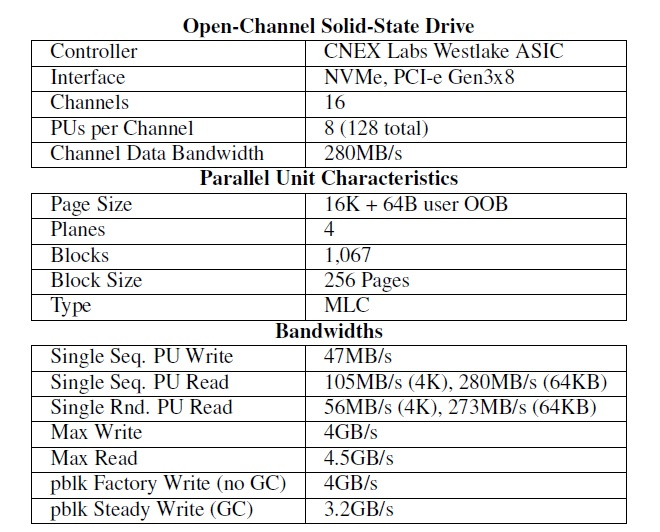 Open-Channel Solid-State Drive
Controller CNEX Labs Westlake ASIC
Interface NVMe, PCI-e Gen3x8
Channels 16
PUs per Channel 8 (128 total)
Channel Data Bandwidth 280MB/s
Parallel Unit Characteristics
Page Size 16K + 64B user OOB
Planes 4
Blocks 1,067
Block Size 256 Pages
Type MLC
Bandwidths
Single Seq. PU Write 47MB/s
Single Seq. PU Read 105MB/s (4K), 280MB/s (64KB)
Single Rnd. PU Read 56MB/s (4K), 273MB/s (64KB)
Max Write 4GB/s
Max Read 4.5GB/s
pblk Factory Write (no GC) 4GB/s
pblk Steady Write (GC) 3.2GB/s